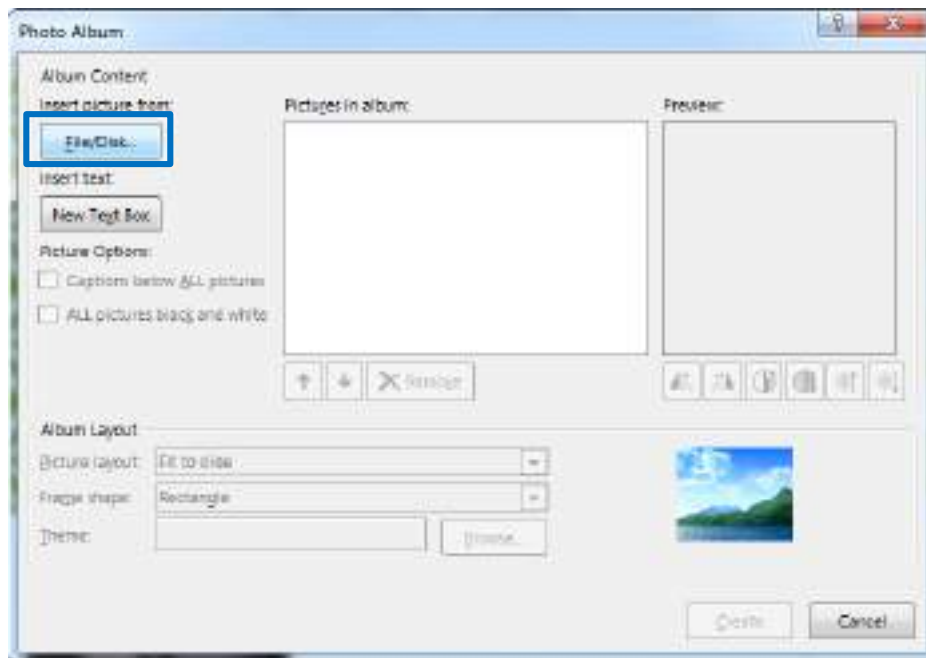 Photo Album
Album Content
Insert picture from:
File/Disk...
Insert text:
New Text Box
Picture Options:
Captions below ALL pictures
ALL pictures black and white
Pictures in album:
Remove
Preview:
Album Layout
Picture layout:
Fit to slide
Frame shape:
Rectangle
Theme:
Browse...
Create
Cancel